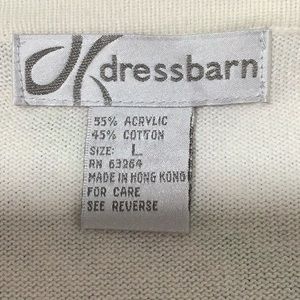 dressbarn
55% ACRYLIC
45% COTTON
SIZE: L
RN 63264
MADE IN HONG KONG
FOR CARE
SEE REVERSE